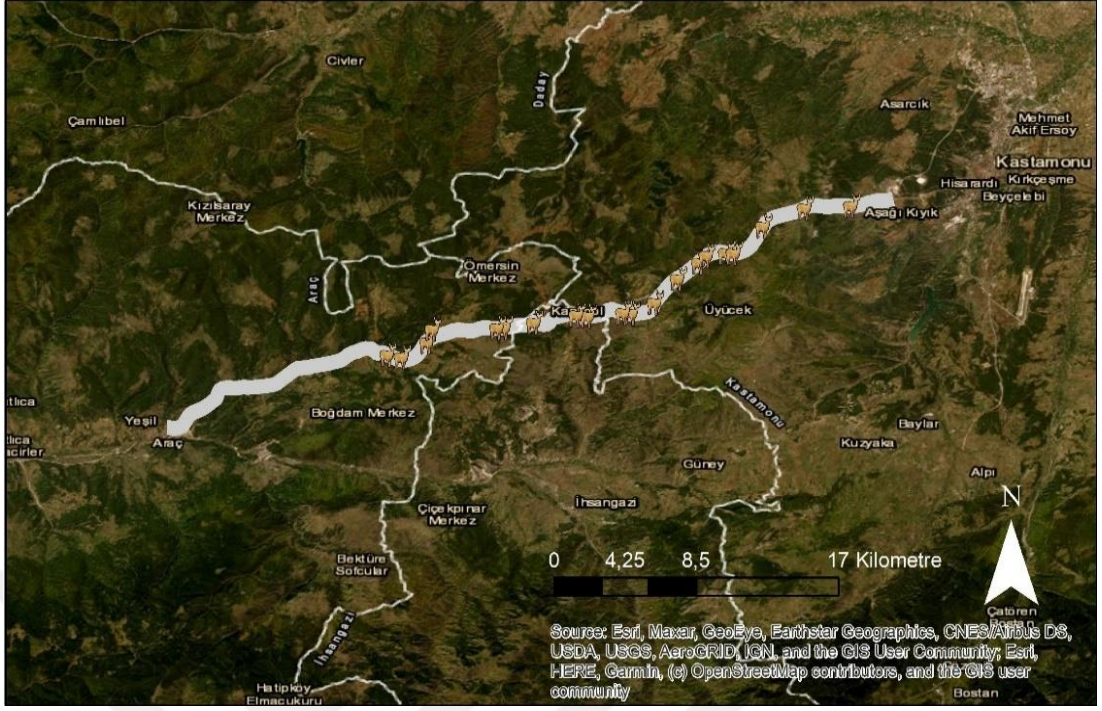 Civler
Daday
Çamlıbel
Asarcık
Mehmet
Akif Ersoy
Kastamonu
Hisarardı
Kırkçeşme
Beyçelebi
Kızılsaray
Merkez
Aşağı Kıyık
Araç
Ömersin
Merkez
Üyücek
Yeşil
Araç
Boğdam Merkez
Kastamonu
Baylar
Kuzyaka
Güney
Alpı
Çiçekpınar
Merkez
İhsangazi
N
Bektüre
Sofcular
0 4,25 8,5 17 Kilometre
Çatören
Bostan
İhsangazi
Source: Esri, Maxar, GeoEye, Earthstar Geographics, CNES/Airbus DS,
USDA, USGS, AeroGRID, IGN, and the GIS User Community; Esri,
HERE, Garmin, (c) OpenStreetMap contributors, and the GIS user
community
Hatipköy
Elmacukuru
Bostan